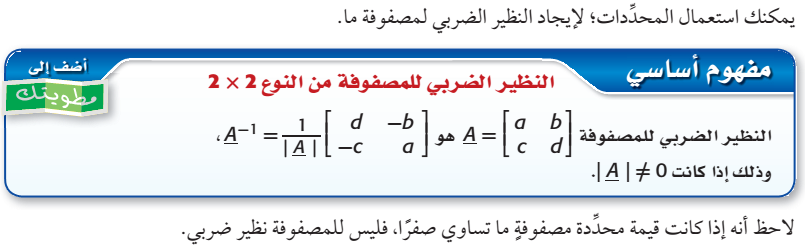 يمكنك استعمال المحدِّدات؛ لإيجاد النظير الضربي لمصفوفة ما.
مفهوم أساسي
النظير الضربي للمصفوفة من النوع 2 × 2
أضف إلى
مطويتك
النظير الضربي للمصفوفة A = [a b; c d] هو A⁻¹ = 1/|A| [d −b; −c a] ،
وذلك إذا كانت |A| ≠ 0.
لاحظ أنه إذا كانت قيمة محدِّدة مصفوفةٍ ما تساوي صفرًا، فليس للمصفوفة نظير ضربي.